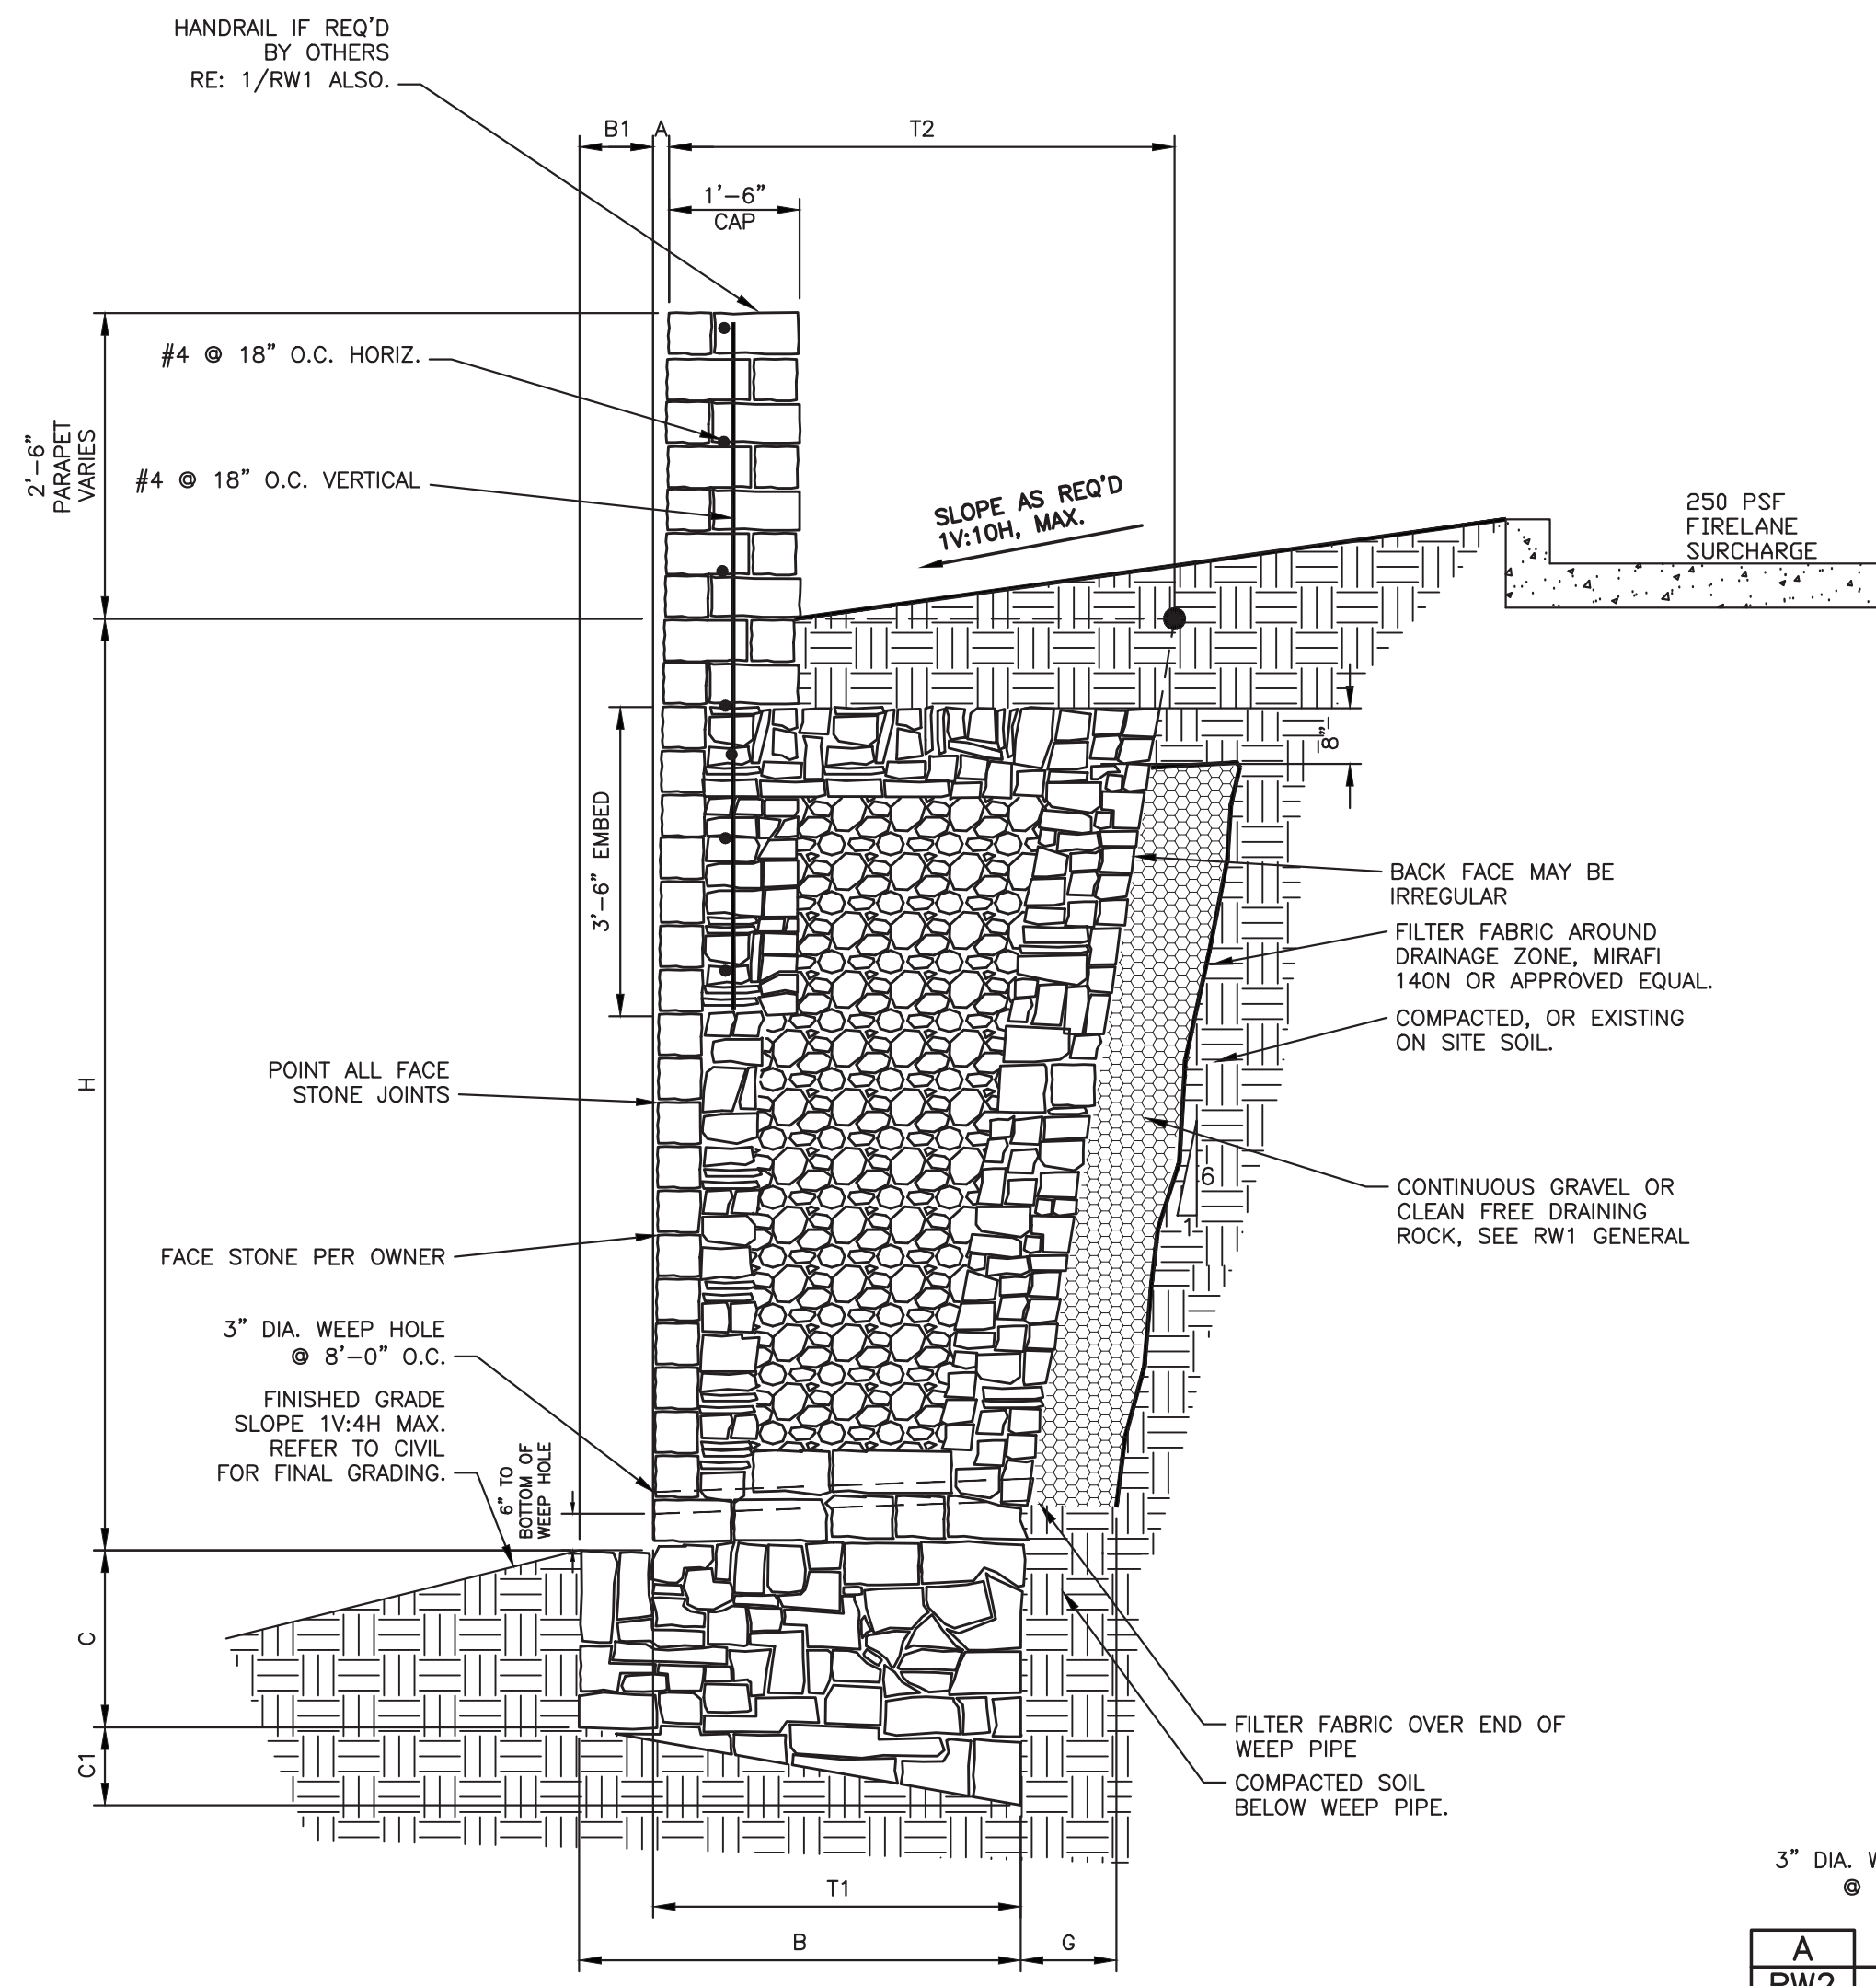 HANDRAIL IF REQ'D
BY OTHERS
RE: 1/RW1 ALSO.
B1
A
T2
1'-6"
CAP
#4 @ 18" O.C. HORIZ.
#4 @ 18" O.C. VERTICAL
2'-6"
PARAPET
VARIES
SLOPE AS REQ'D
1V:10H, MAX.
250 PSF
FIRELANE
SURCHARGE
8"
3'-6" EMBED
BACK FACE MAY BE
IRREGULAR
FILTER FABRIC AROUND
DRAINAGE ZONE, MIRAFI
140N OR APPROVED EQUAL.
COMPACTED, OR EXISTING
ON SITE SOIL.
H
POINT ALL FACE
STONE JOINTS
6
1
CONTINUOUS GRAVEL OR
CLEAN FREE DRAINING
ROCK, SEE RW1 GENERAL
FACE STONE PER OWNER
3" DIA. WEEP HOLE
@ 8'-0" O.C.
FINISHED GRADE
SLOPE 1V:4H MAX.
REFER TO CIVIL
FOR FINAL GRADING.
6" TO
BOTTOM OF
WEEP HOLE
C
C1
FILTER FABRIC OVER END OF
WEEP PIPE
COMPACTED SOIL
BELOW WEEP PIPE.
T1
B
G
3" DIA. W
@
A
RW2